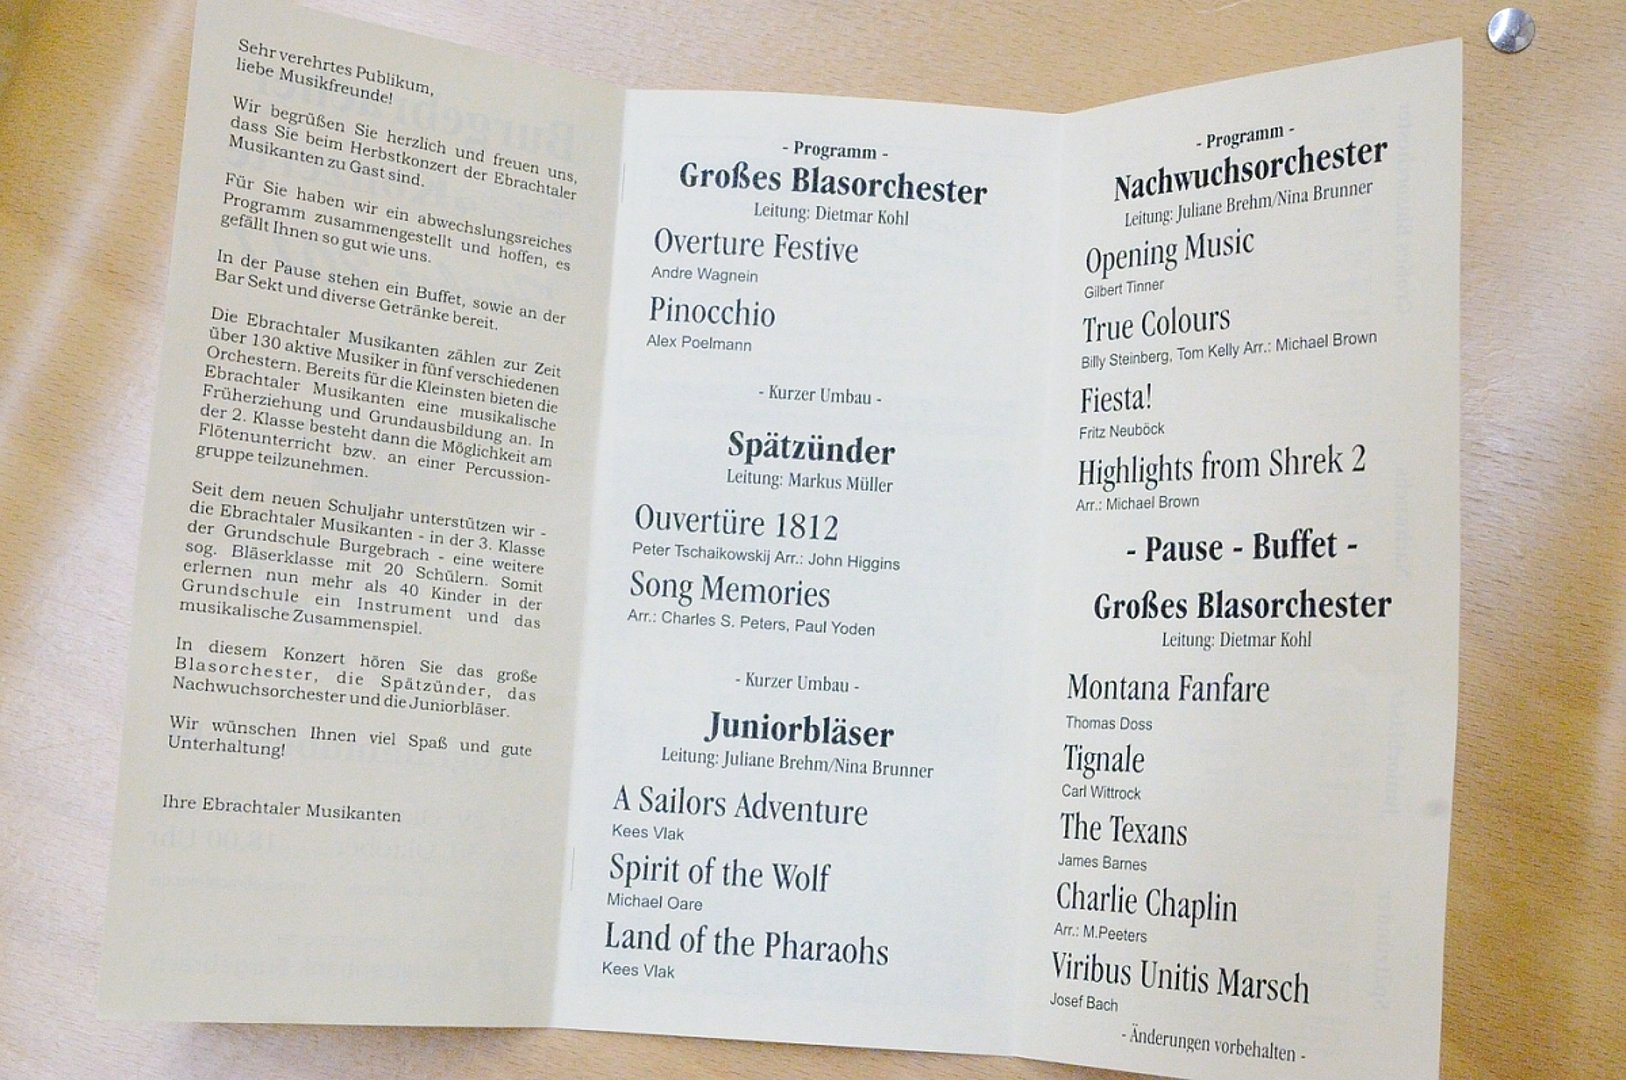 Sehr verehrtes Publikum,
liebe Musikfreunde!
Wir begrüßen Sie herzlich und freuen uns,
dass Sie beim Herbstkonzert der Ebrachtaler
Musikanten zu Gast sind.
Für Sie haben wir ein abwechslungsreiches
Programm zusammengestellt und hoffen, es
gefällt Ihnen so gut wie uns.
In der Pause stehen ein Buffet, sowie an der
Bar Sekt und diverse Getränke bereit.
Die Ebrachtaler Musikanten zählen zur Zeit
über 130 aktive Musiker in fünf verschiedenen
Orchestern. Bereits für die Kleinsten bieten die
Ebrachtaler Musikanten eine musikalische
Früherziehung und Grundausbildung an. In
der 2. Klasse besteht dann die Möglichkeit am
Flötenunterricht bzw. an einer Percussion-
gruppe teilzunehmen.
Seit dem neuen Schuljahr unterstützen wir -
die Ebrachtaler Musikanten - in der 3. Klasse
der Grundschule Burgebrach - eine weitere
sog. Bläserklasse mit 20 Schülern. Somit
erlernen nun mehr als 40 Kinder in der
Grundschule ein Instrument und das
musikalische Zusammenspiel.
In diesem Konzert hören Sie das große
Blasorchester, die Spätzünder, das
Nachwuchsorchester und die Juniorbläser.
Wir wünschen Ihnen viel Spaß und gute
Unterhaltung!
Ihre Ebrachtaler Musikanten
- Programm -
Großes Blasorchester
Leitung: Dietmar Kohl
Overture Festive
Andre Wagnein
Pinocchio
Alex Poelmann
- Kurzer Umbau -
Spätzünder
Leitung: Markus Müller
Ouvertüre 1812
Peter Tschaikowskij Arr.: John Higgins
Song Memories
Arr.: Charles S. Peters, Paul Yoden
- Kurzer Umbau -
Juniorbläser
Leitung: Juliane Brehm/Nina Brunner
A Sailors Adventure
Kees Vlak
Spirit of the Wolf
Michael Oare
Land of the Pharaohs
Kees Vlak
- Programm -
Nachwuchsorchester
Leitung: Juliane Brehm/Nina Brunner
Opening Music
Gilbert Tinner
True Colours
Billy Steinberg, Tom Kelly Arr.: Michael Brown
Fiesta!
Fritz Neuböck
Highlights from Shrek 2
Arr.: Michael Brown
- Pause - Buffet -
Großes Blasorchester
Leitung: Dietmar Kohl
Montana Fanfare
Thomas Doss
Tignale
Carl Wittrock
The Texans
James Barnes
Charlie Chaplin
Arr.: M.Peeters
Viribus Unitis Marsch
Josef Bach
- Änderungen vorbehalten -